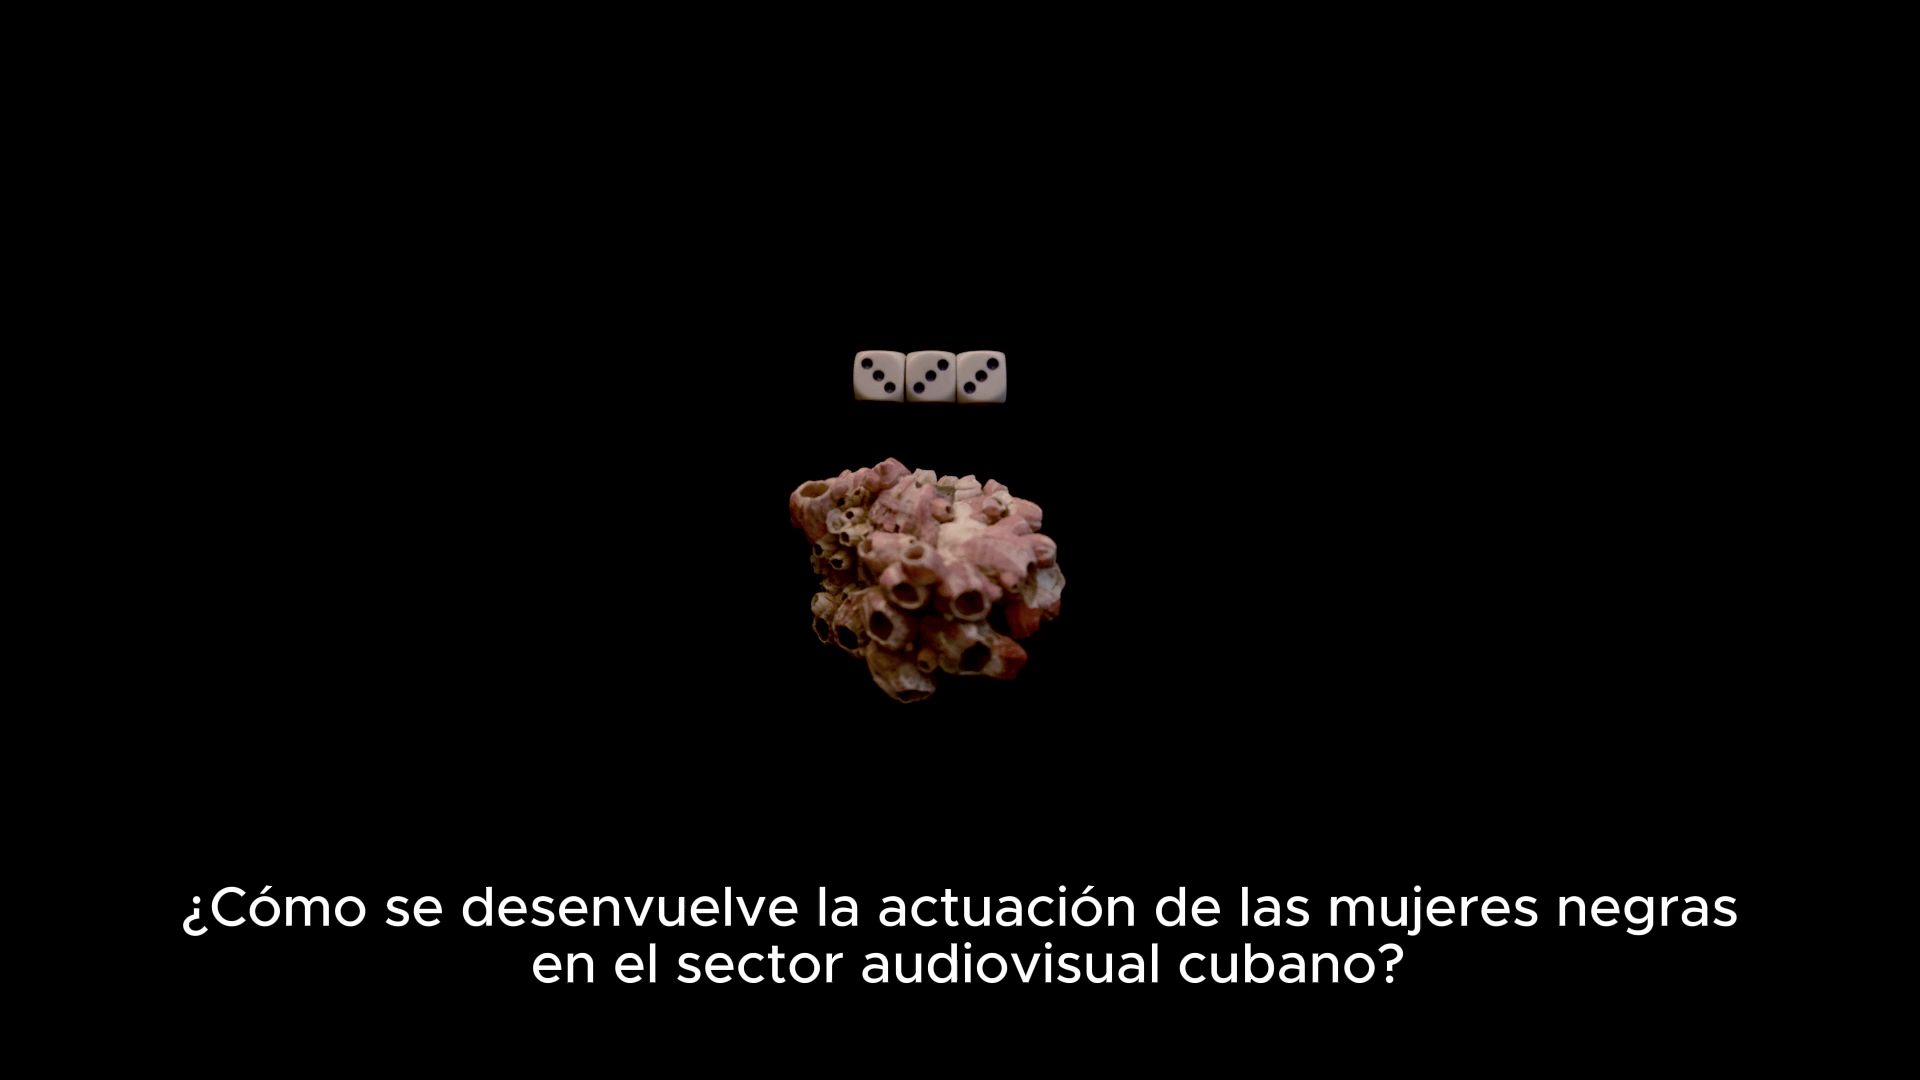 ¿Cómo se desenvuelve la actuación de las mujeres negras
en el sector audiovisual cubano?